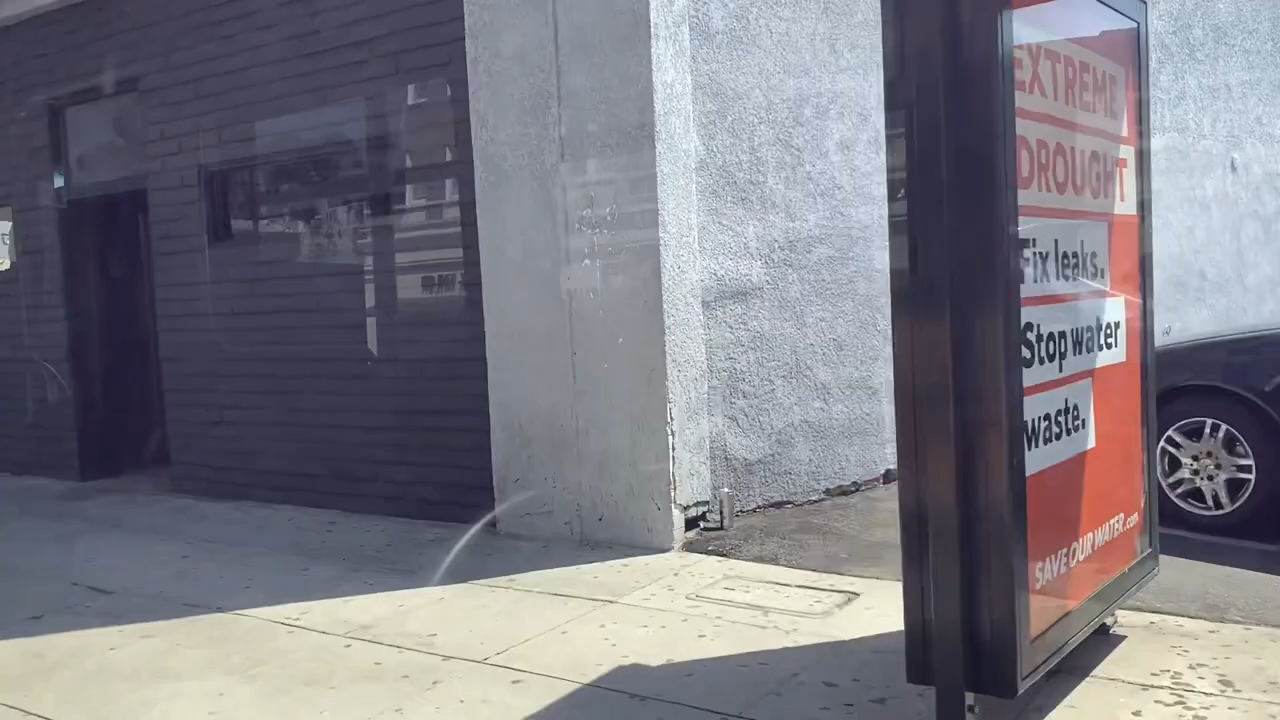 EXTREME
DROUGHT
Fix leaks.
Stop water
waste.
SAVE OUR WATER.com